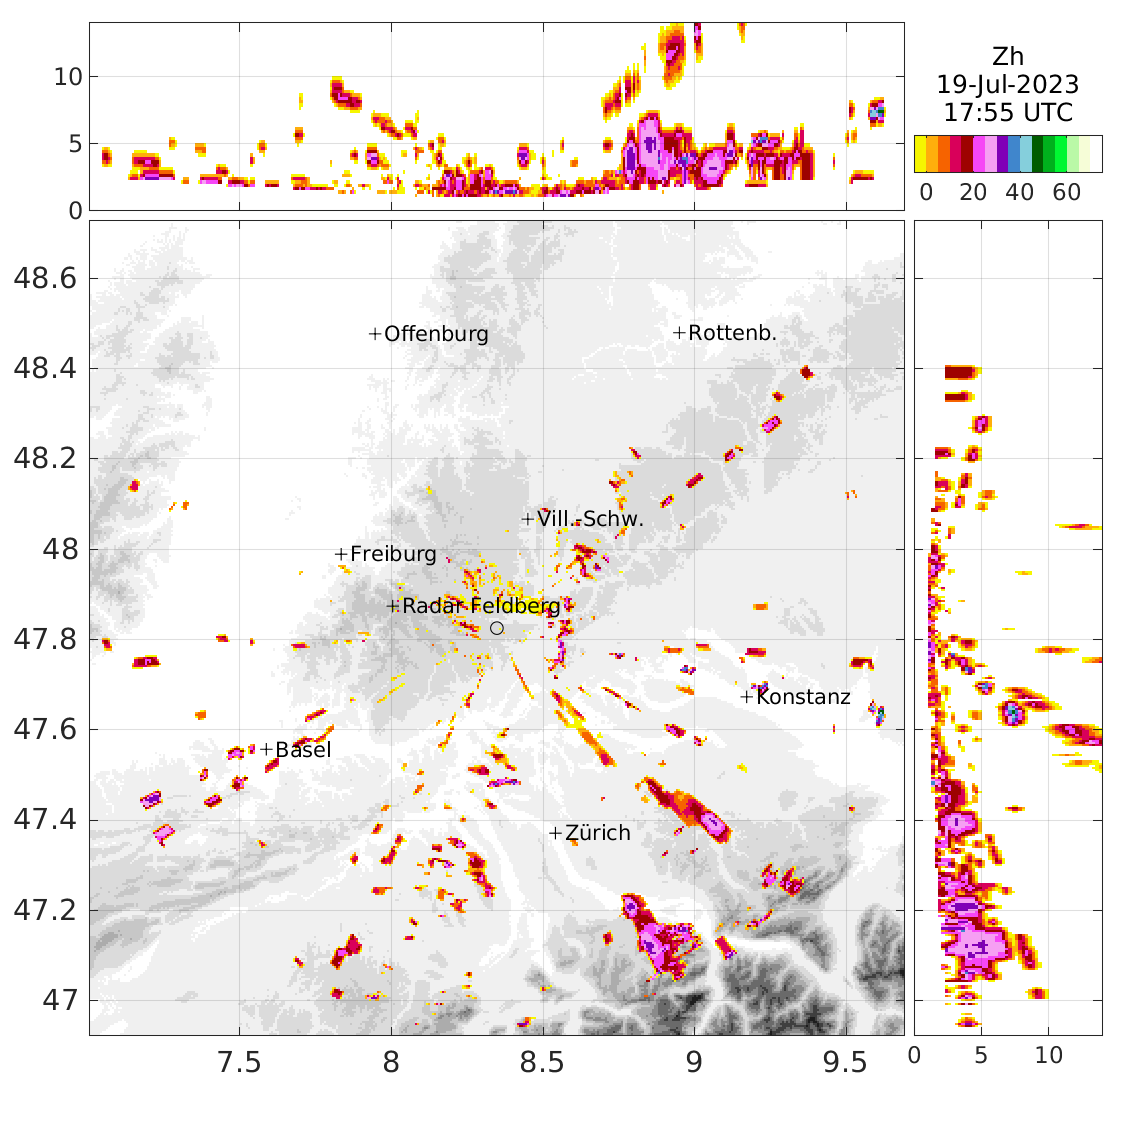 Zh
19-Jul-2023
17:55 UTC
0 20 40 60
10
5
0
48.6
+Offenburg +Rottenb.
48.4
48.2
+Vill.-Schw.
48
+Freiburg
+Radar Feldberg
47.8
+Konstanz
47.6
+Basel
47.4
+Zürich
47.2
47
7.5 8 8.5 9 9.5
0 5 10